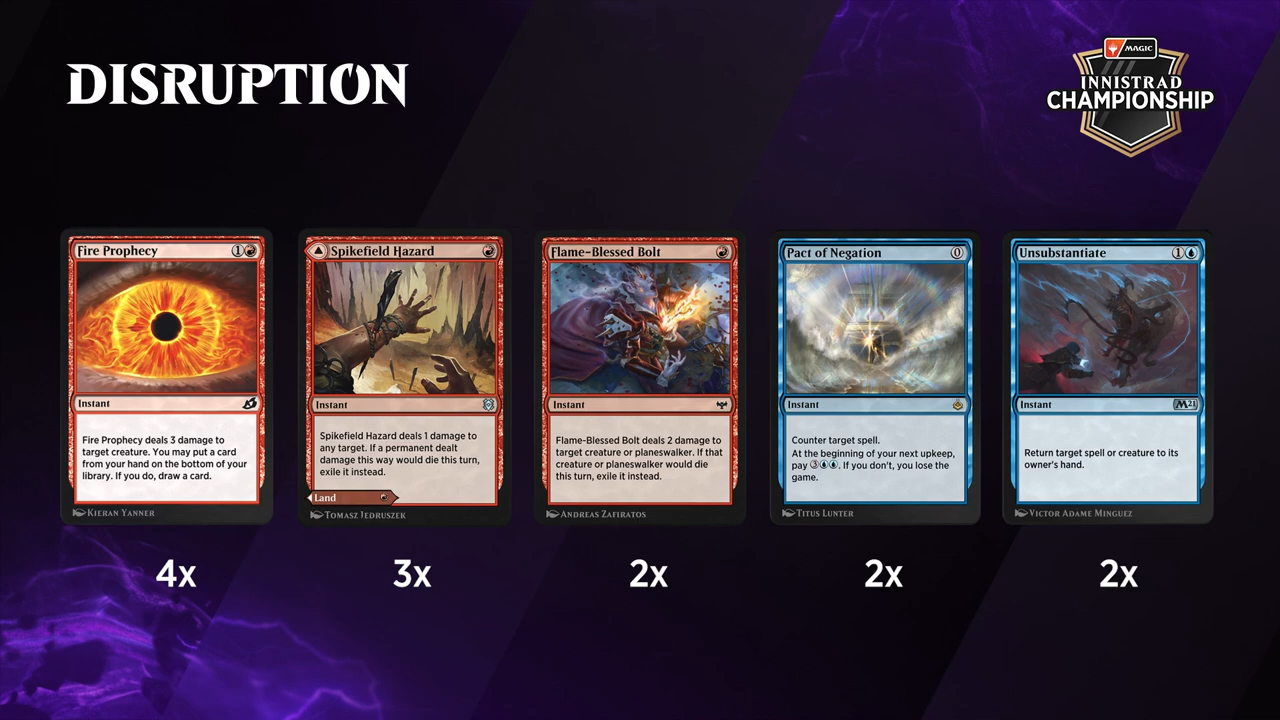 DISRUPTION
MAGIC
INNISTRAD
CHAMPIONSHIP
Fire Prophecy 1
Instant
Fire Prophecy deals 3 damage to
target creature. You may put a card
from your hand on the bottom of your
library. If you do, draw a card.
KIERAN YANNER
4x
Spikefield Hazard
Instant
Spikefield Hazard deals 1 damage to
any target. If a permanent dealt
damage this way would die this turn,
exile it instead.
Land
TOMASZ JEDRUSZEK
3x
Flame-Blessed Bolt
Instant
Flame-Blessed Bolt deals 2 damage to
target creature or planeswalker. If that
creature or planeswalker would die
this turn, exile it instead.
ANDREAS ZAFIRATOS
2x
Pact of Negation 0
Instant
Counter target spell.
At the beginning of your next upkeep,
pay 3. If you don't, you lose the
game.
TITUS LUNTER
2x
Unsubstantiate 1
Instant M21
Return target spell or creature to its
owner's hand.
VICTOR ADAME MINGUEZ
2x